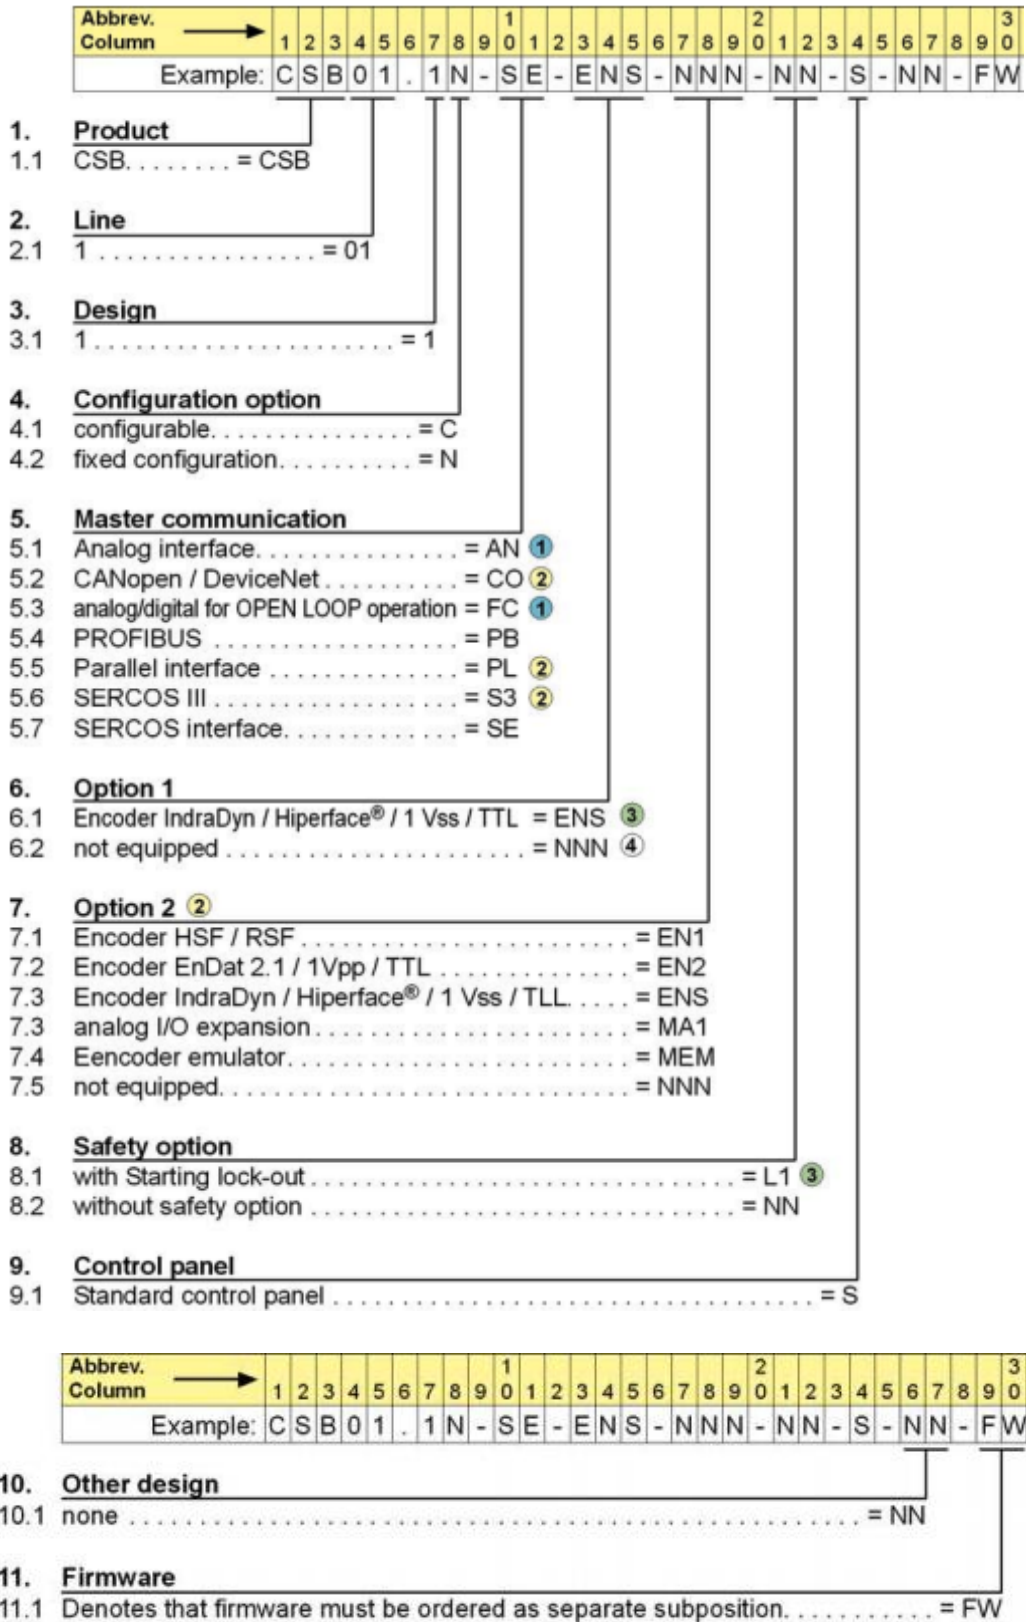 Abbrev. Column 1 2 3 4 5 6 7 8 9 10 1 2 3 4 5 6 7 8 9 20 1 2 3 4 5 6 7 8 9 30
Example: C S B 0 1 . 1 N - S E - E N S - N N N - N N - S - N N - F W
1. Product
1.1 CSB. . . . . . . . = CSB
2. Line
2.1 1 . . . . . . . . . . . . . . . . = 01
3. Design
3.1 1 . . . . . . . . . . . . . . . . . . . . . . = 1
4. Configuration option
4.1 configurable. . . . . . . . . . . . . . . = C
4.2 fixed configuration. . . . . . . . . . = N
5. Master communication
5.1 Analog interface. . . . . . . . . . . . . . . = AN 1
5.2 CANopen / DeviceNet . . . . . . . . . . = CO 2
5.3 analog/digital for OPEN LOOP operation = FC 1
5.4 PROFIBUS . . . . . . . . . . . . . . . . . . = PB
5.5 Parallel interface . . . . . . . . . . . . . . = PL 2
5.6 SERCOS III . . . . . . . . . . . . . . . . . . = S3 2
5.7 SERCOS interface. . . . . . . . . . . . . = SE
6. Option 1
6.1 Encoder IndraDyn / Hiperface® / 1 Vss / TTL = ENS 3
6.2 not equipped . . . . . . . . . . . . . . . . . . . . . . = NNN 4
7. Option 2 2
7.1 Encoder HSF / RSF . . . . . . . . . . . . . . . . . . . . . . . . = EN1
7.2 Encoder EnDat 2.1 / 1Vpp / TTL . . . . . . . . . . . . . . = EN2
7.3 Encoder IndraDyn / Hiperface® / 1 Vss / TLL. . . . . = ENS
7.3 analog I/O expansion . . . . . . . . . . . . . . . . . . . . . . . = MA1
7.4 Eencoder emulator. . . . . . . . . . . . . . . . . . . . . . . . . = MEM
7.5 not equipped. . . . . . . . . . . . . . . . . . . . . . . . . . . . . . = NNN
8. Safety option
8.1 with Starting lock-out . . . . . . . . . . . . . . . . . . . . . . . . . . . . . . . = L1 3
8.2 without safety option . . . . . . . . . . . . . . . . . . . . . . . . . . . . . . . = NN
9. Control panel
9.1 Standard control panel . . . . . . . . . . . . . . . . . . . . . . . . . . . . . . . . . . . = S
Abbrev. Column 1 2 3 4 5 6 7 8 9 10 1 2 3 4 5 6 7 8 9 20 1 2 3 4 5 6 7 8 9 30
Example: C S B 0 1 . 1 N - S E - E N S - N N N - N N - S - N N - F W
10. Other design
10.1 none . . . . . . . . . . . . . . . . . . . . . . . . . . . . . . . . . . . . . . . . . . . . . . . . . . . . . = NN
11. Firmware
11.1 Denotes that firmware must be ordered as separate subposition. . . . . . . . . . . = FW